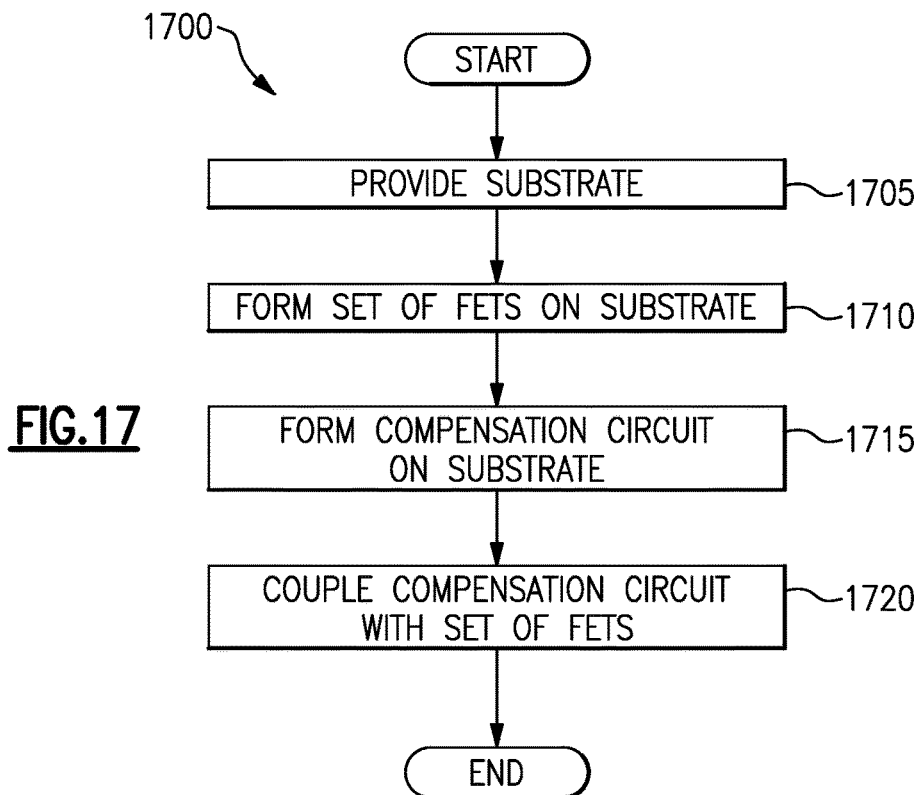 1700
START
PROVIDE SUBSTRATE
1705
FORM SET OF FETS ON SUBSTRATE
1710
FIG.17
FORM COMPENSATION CIRCUIT
ON SUBSTRATE
1715
COUPLE COMPENSATION CIRCUIT
WITH SET OF FETS
1720
END